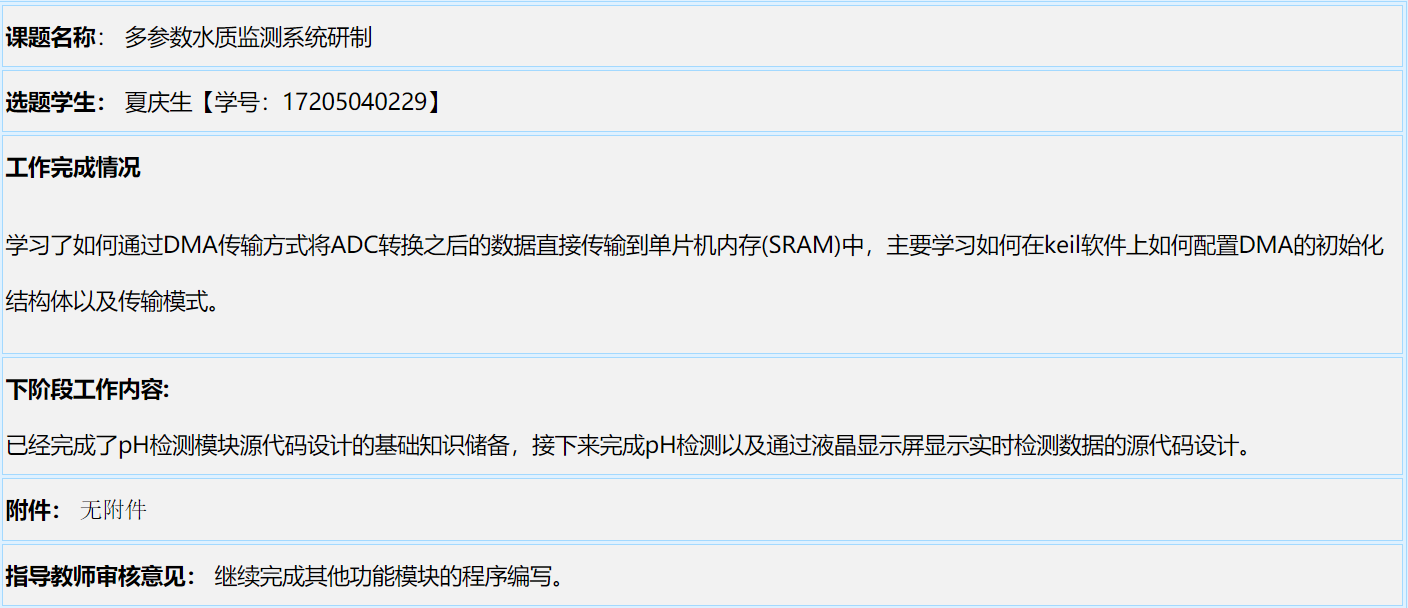 课题名称： 多参数水质监测系统研制
选题学生： 夏庆生【学号：17205040229】
工作完成情况
学习了如何通过DMA传输方式将ADC转换之后的数据直接传输到单片机内存(SRAM)中，主要学习如何在keil软件上如何配置DMA的初始化
结构体以及传输模式。
下阶段工作内容:
已经完成了pH检测模块源代码设计的基础知识储备，接下来完成pH检测以及通过液晶显示屏显示实时检测数据的源代码设计。
附件： 无附件
指导教师审核意见： 继续完成其他功能模块的程序编写。